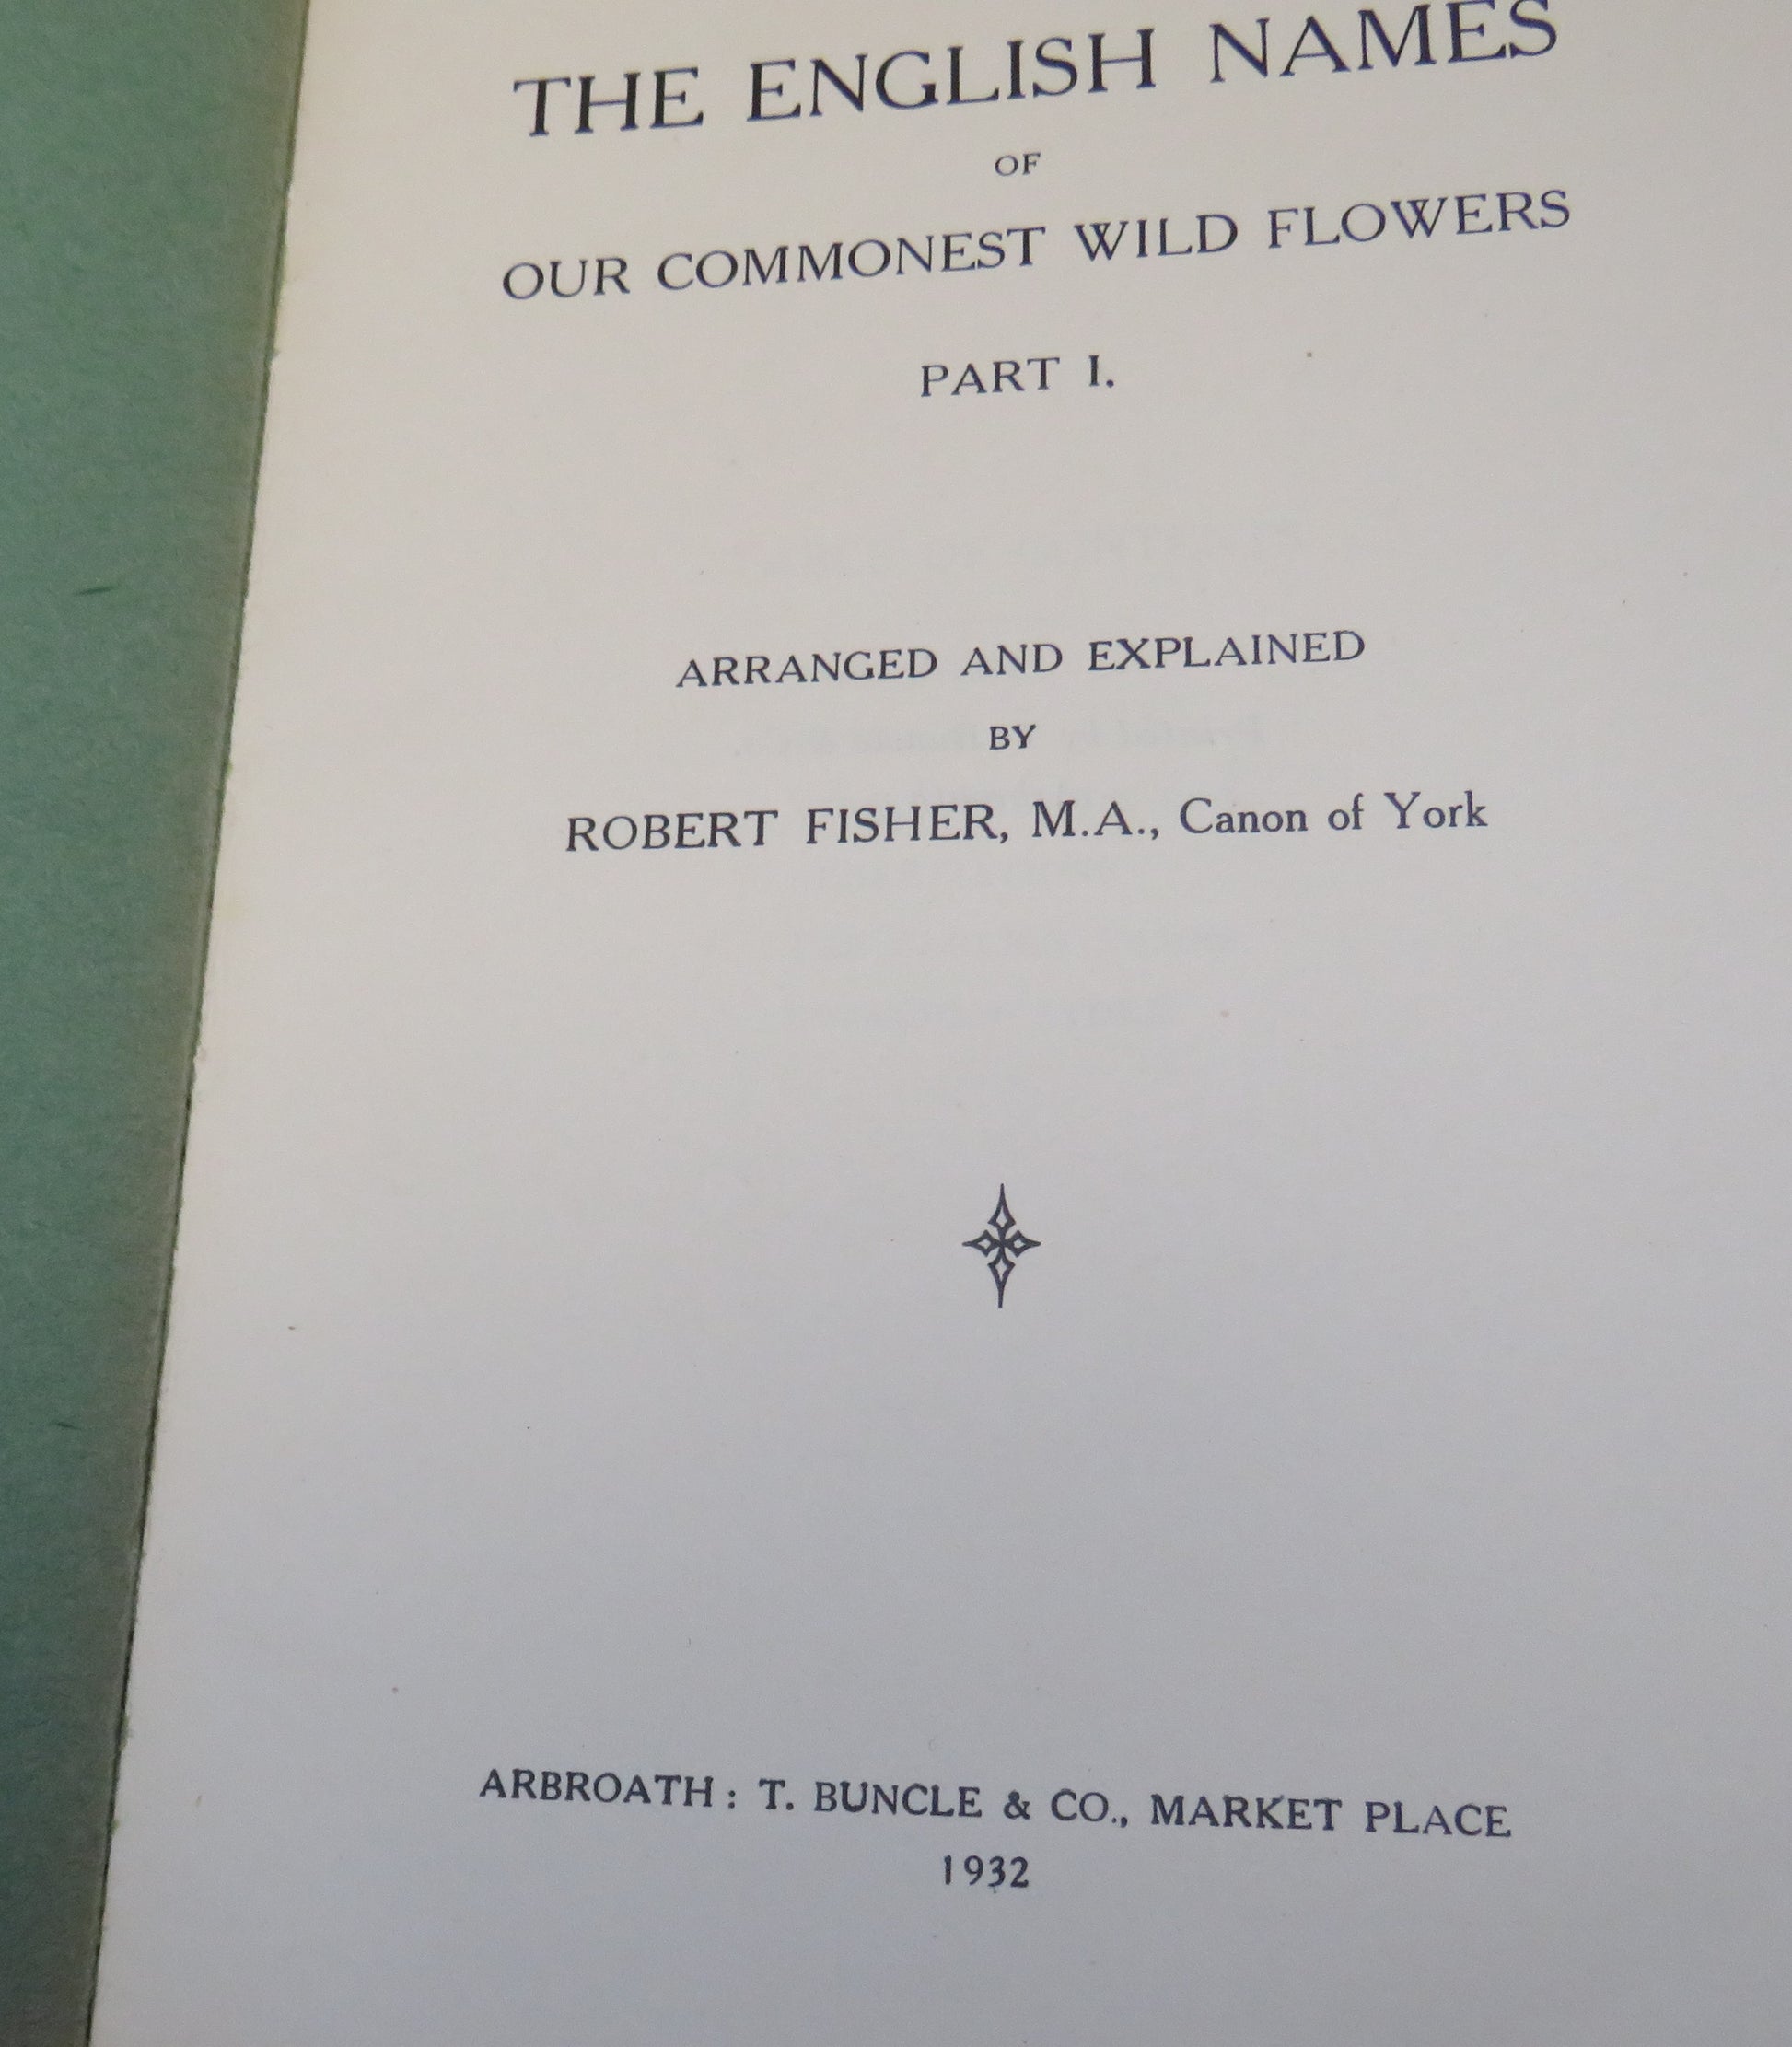 THE ENGLISH NAMES
OF
OUR COMMONEST WILD FLOWERS
PART I.
ARRANGED AND EXPLAINED
BY
ROBERT FISHER, M.A., Canon of York
ARBROATH: T. BUNCLE & CO., MARKET PLACE
1932